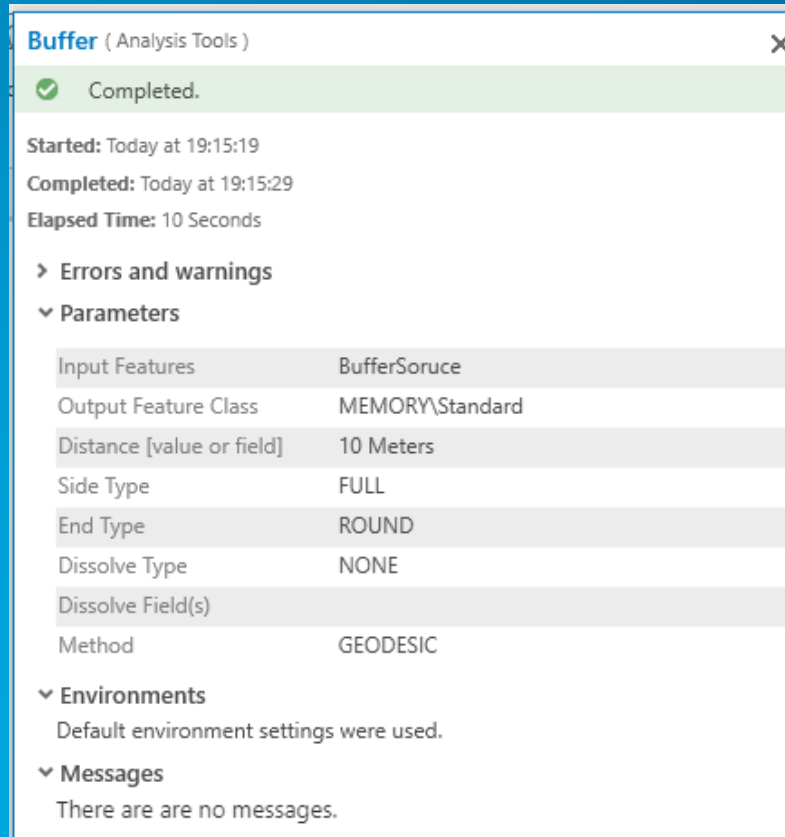 Buffer ( Analysis Tools )
Completed.
Started: Today at 19:15:19
Completed: Today at 19:15:29
Elapsed Time: 10 Seconds
Errors and warnings
Parameters
Input Features BufferSoruce
Output Feature Class MEMORY\Standard
Distance [value or field] 10 Meters
Side Type FULL
End Type ROUND
Dissolve Type NONE
Dissolve Field(s)
Method GEODESIC
Environments
Default environment settings were used.
Messages
There are are no messages.